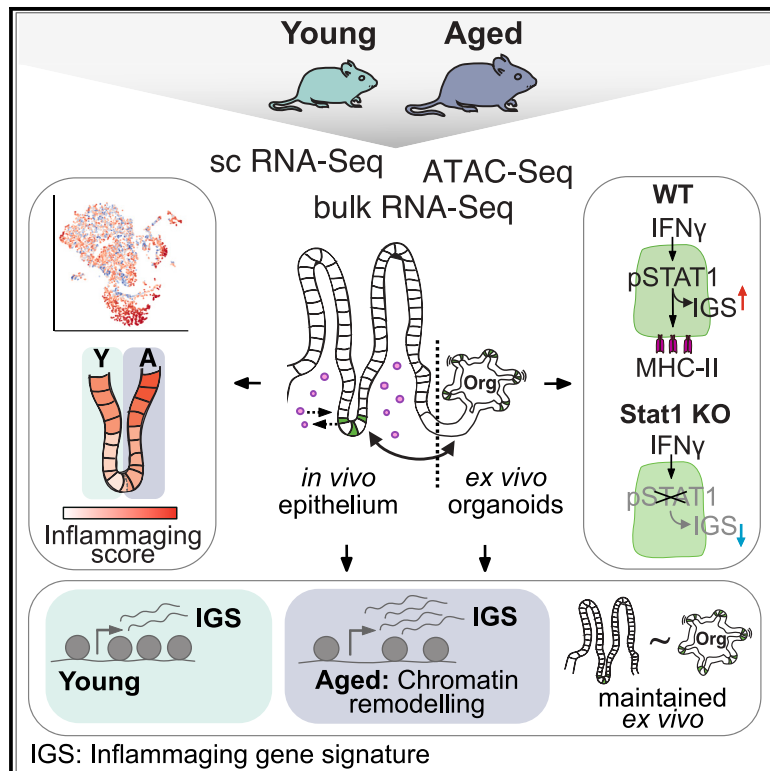 Young
Aged
sc RNA-Seq
ATAC-Seq
bulk RNA-Seq
Y A
Inflammaging
score
Org
in vivo
epithelium
ex vivo
organoids
WT
IFNγ
pSTAT1
IGS
MHC-II
Stat1 KO
IFNγ
pSTAT1
IGS
IGS
Young
IGS
Aged: Chromatin
remodelling
~
Org
maintained
ex vivo
IGS: Inflammaging gene signature